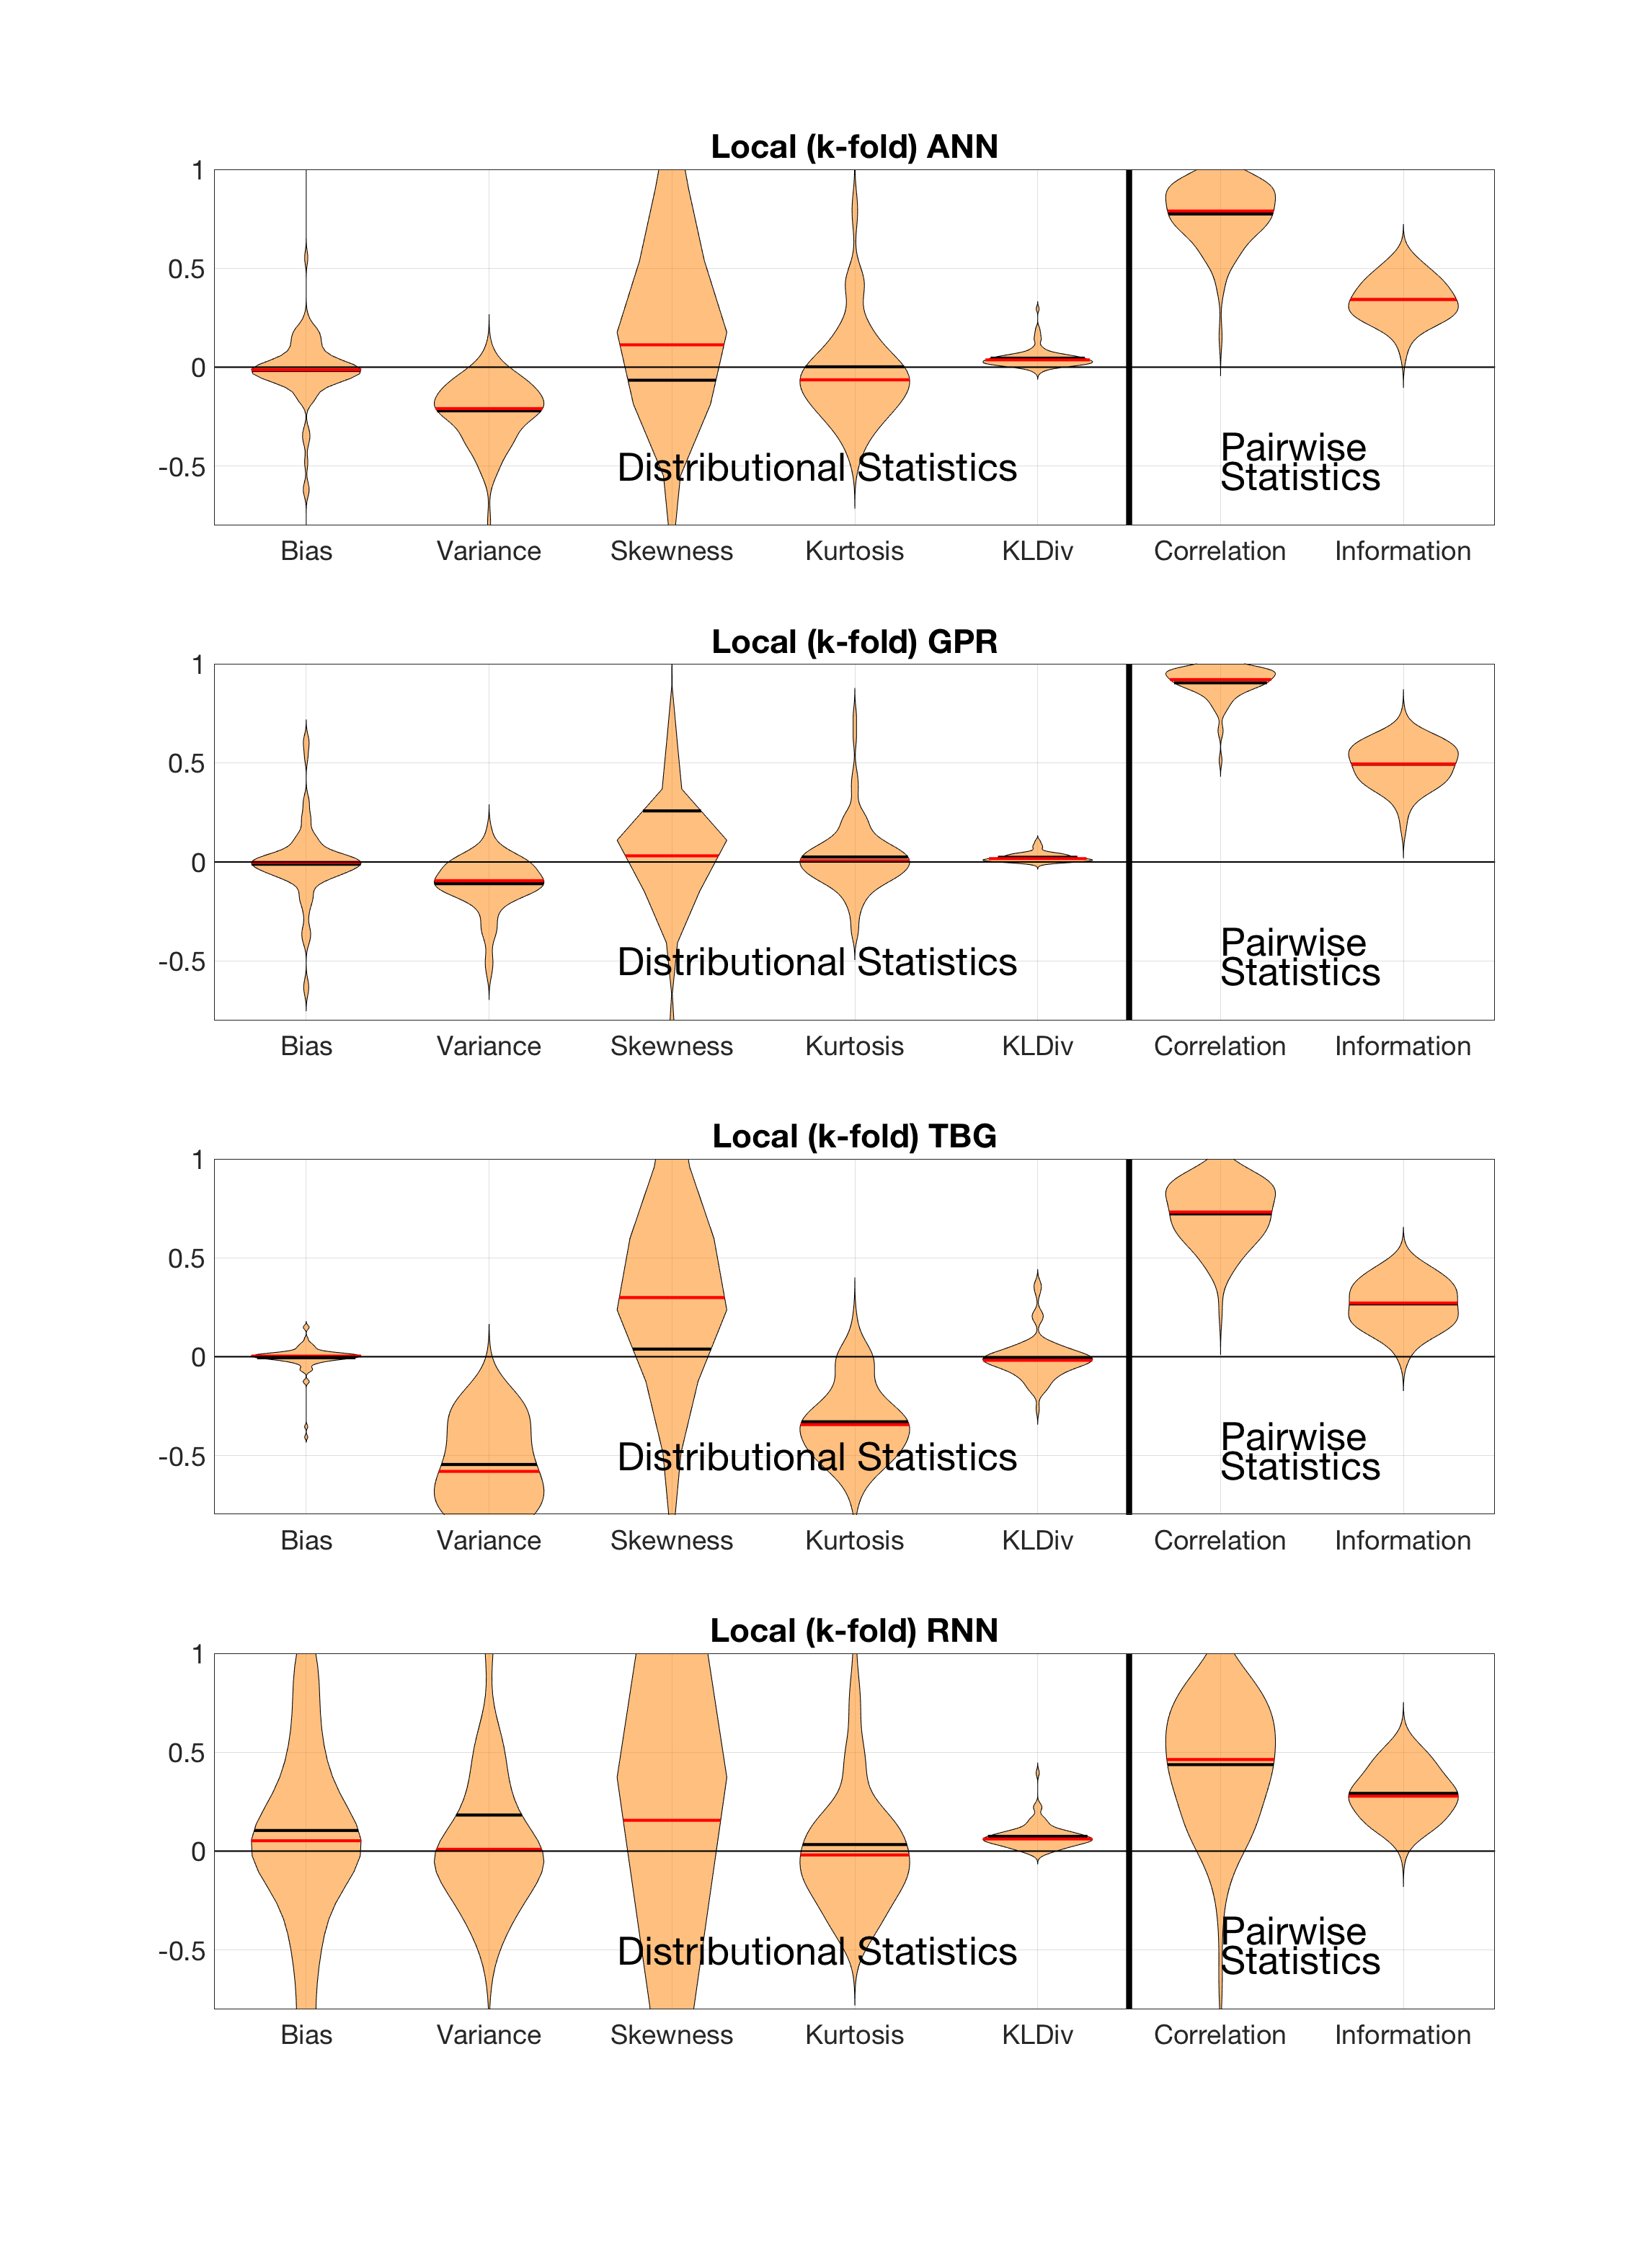 Local (k-fold) ANN
1
0.5
0
-0.5
Distributional Statistics
Pairwise
Statistics
Bias Variance Skewness Kurtosis KLDiv Correlation Information
Local (k-fold) GPR
1
0.5
0
-0.5
Distributional Statistics
Pairwise
Statistics
Bias Variance Skewness Kurtosis KLDiv Correlation Information
Local (k-fold) TBG
1
0.5
0
-0.5
Distributional Statistics
Pairwise
Statistics
Bias Variance Skewness Kurtosis KLDiv Correlation Information
Local (k-fold) RNN
1
0.5
0
-0.5
Distributional Statistics
Pairwise
Statistics
Bias Variance Skewness Kurtosis KLDiv Correlation Information